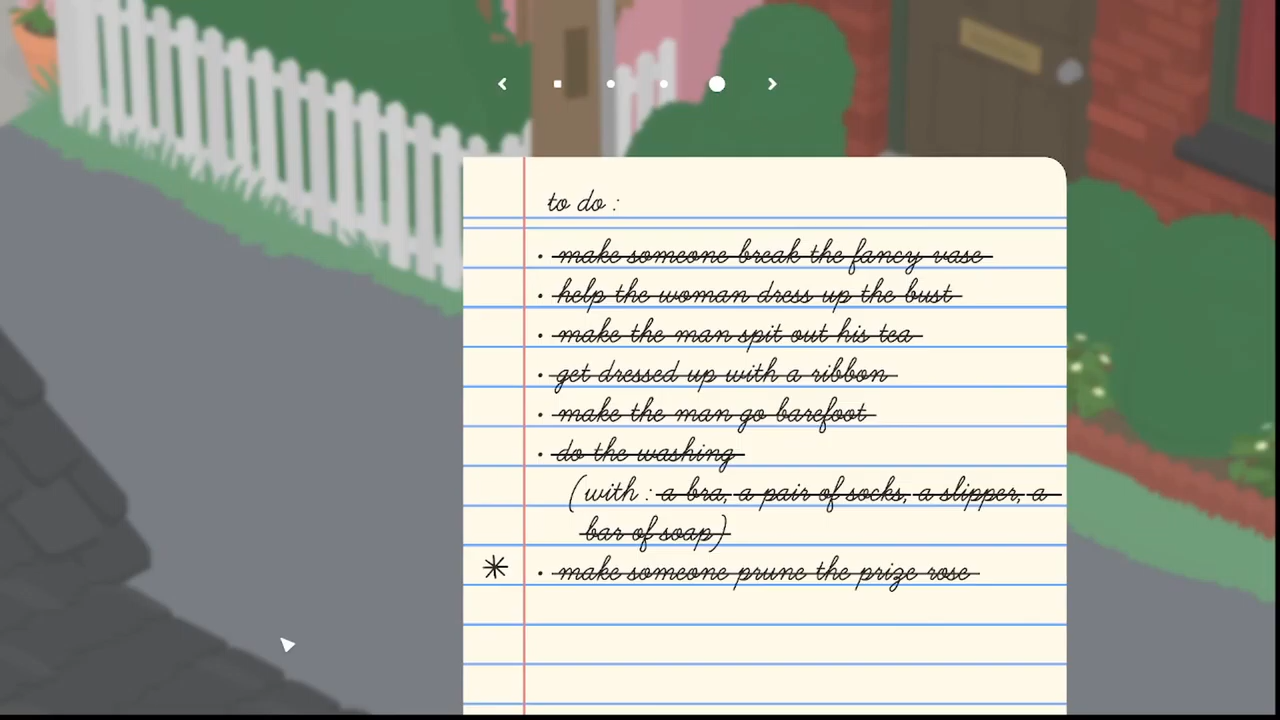 to do :
• make someone break the fancy vase
• help the woman dress up the bust
• make the man spit out his tea
• get dressed up with a ribbon
• make the man go barefoot
• do the washing
(with : a bra, a pair of socks, a slipper, a
bar of soap)
* • make someone prune the prize rose